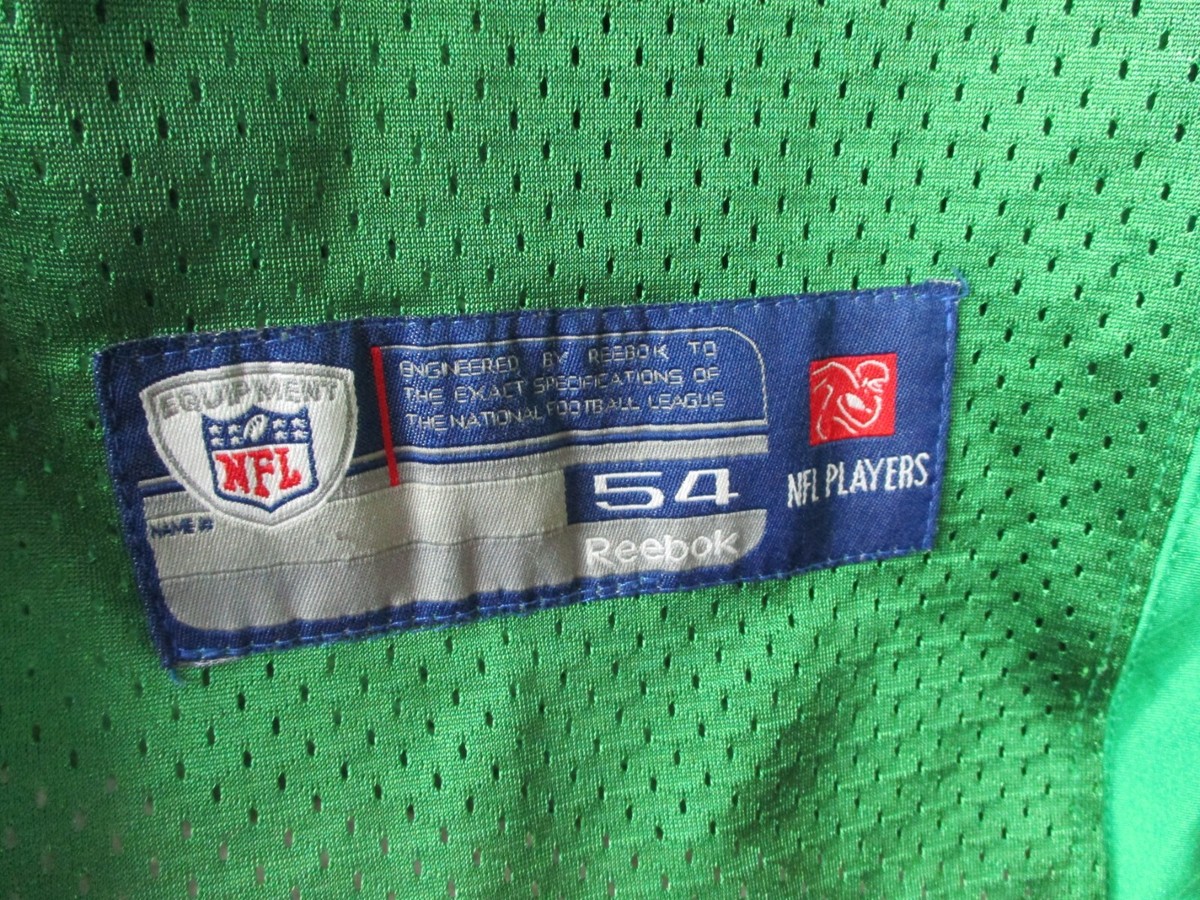 EQUIPMENT
NFL
ENGINEERED BY REEBOK TO
THE EXACT SPECIFICATIONS OF
THE NATIONAL FOOTBALL LEAGUE
NAME
54
Reebok
NFL PLAYERS